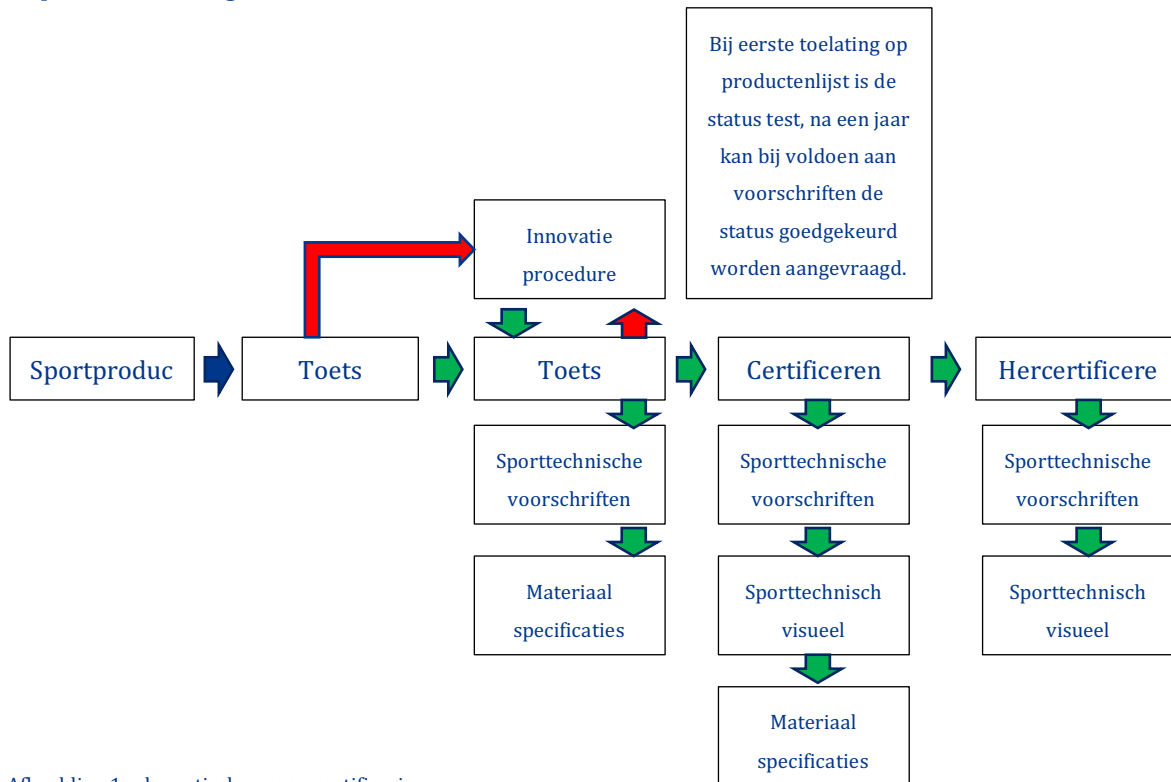 Bij eerste toelating op
productenlijst is de
status test, na een jaar
kan bij voldoen aan
voorschriften de
status goedgekeurd
worden aangevraagd.
Innovatie
procedure
Sportproduc
Toets
Toets
Certificeren
Hercertificere
Sporttechnische
voorschriften
Sporttechnische
voorschriften
Sporttechnische
voorschriften
Materiaal
specificaties
Sporttechnisch
visueel
Sporttechnisch
visueel
Materiaal
specificaties